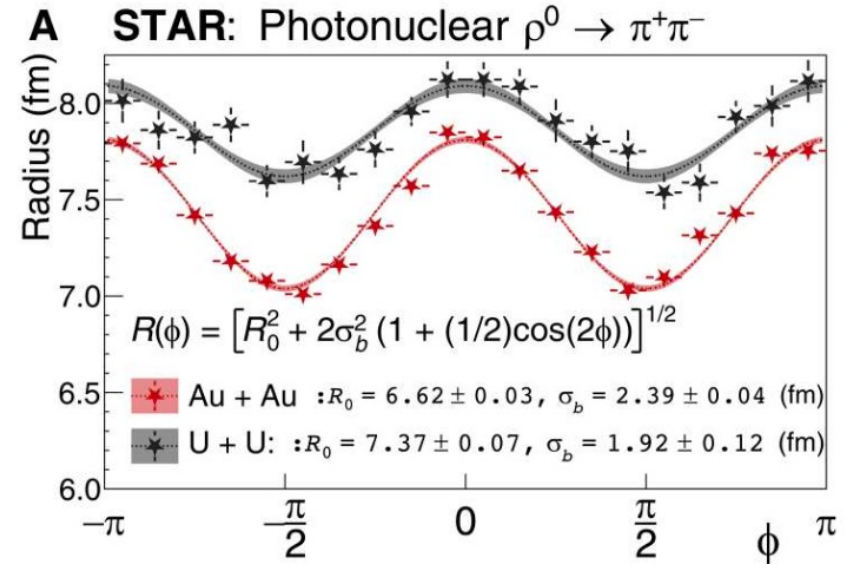 A STAR: Photonuclear ρ⁰ → π⁺π⁻
Radius (fm)
8.0
7.5
7.0
6.5
6.0
R(ϕ) = [R₀² + 2σ_b² (1 + (1/2)cos(2ϕ))]^1/2
Au + Au :R₀ = 6.62 ± 0.03, σ_b = 2.39 ± 0.04 (fm)
U + U: :R₀ = 7.37 ± 0.07, σ_b = 1.92 ± 0.12 (fm)
−π −π/2 0 π/2 ϕ π